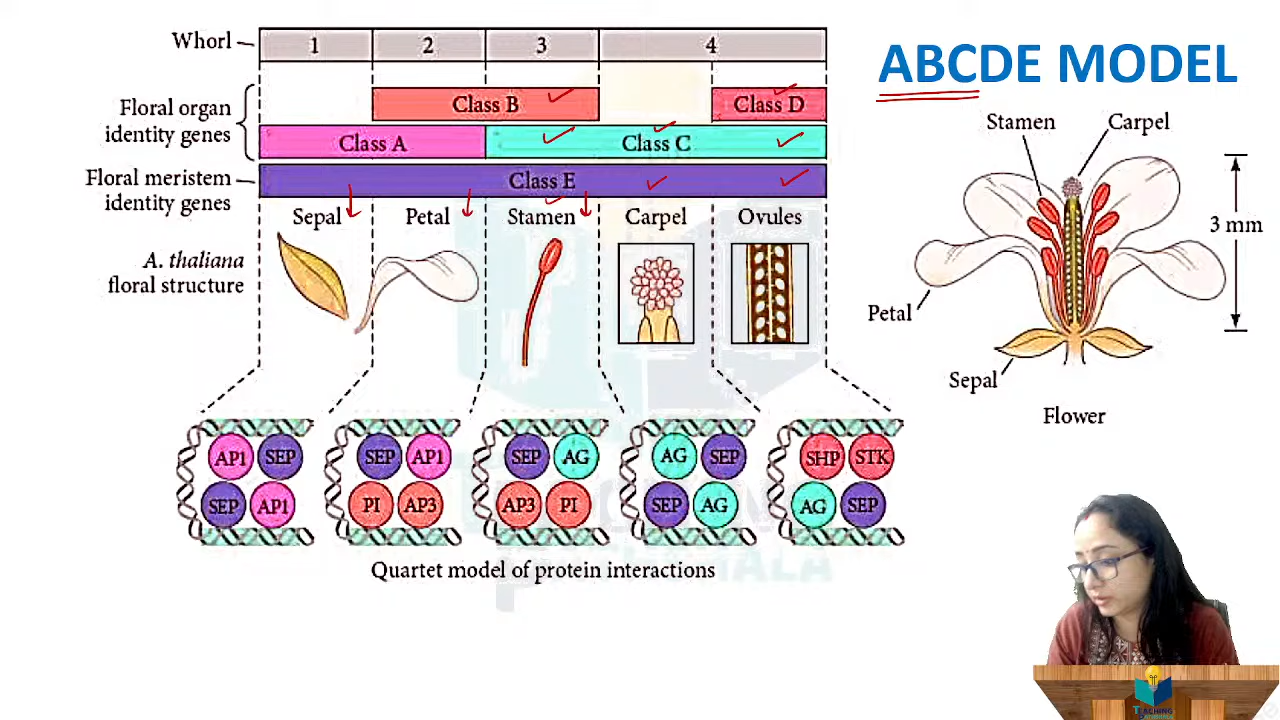 ABCDE MODEL
Whorl
1 2 3 4
Floral organ
identity genes
Class B
Class D
Class A
Class C
Floral meristem
identity genes
Class E
Sepal
Petal
Stamen
Carpel
Ovules
A. thaliana
floral structure
AP1 SEP
SEP AP1
SEP AP1
PI AP3
SEP AG
AP3 PI
AG SEP
SEP AG
SHP STK
AG SEP
Quartet model of protein interactions
Stamen
Carpel
3 mm
Petal
Sepal
Flower
TEACHING